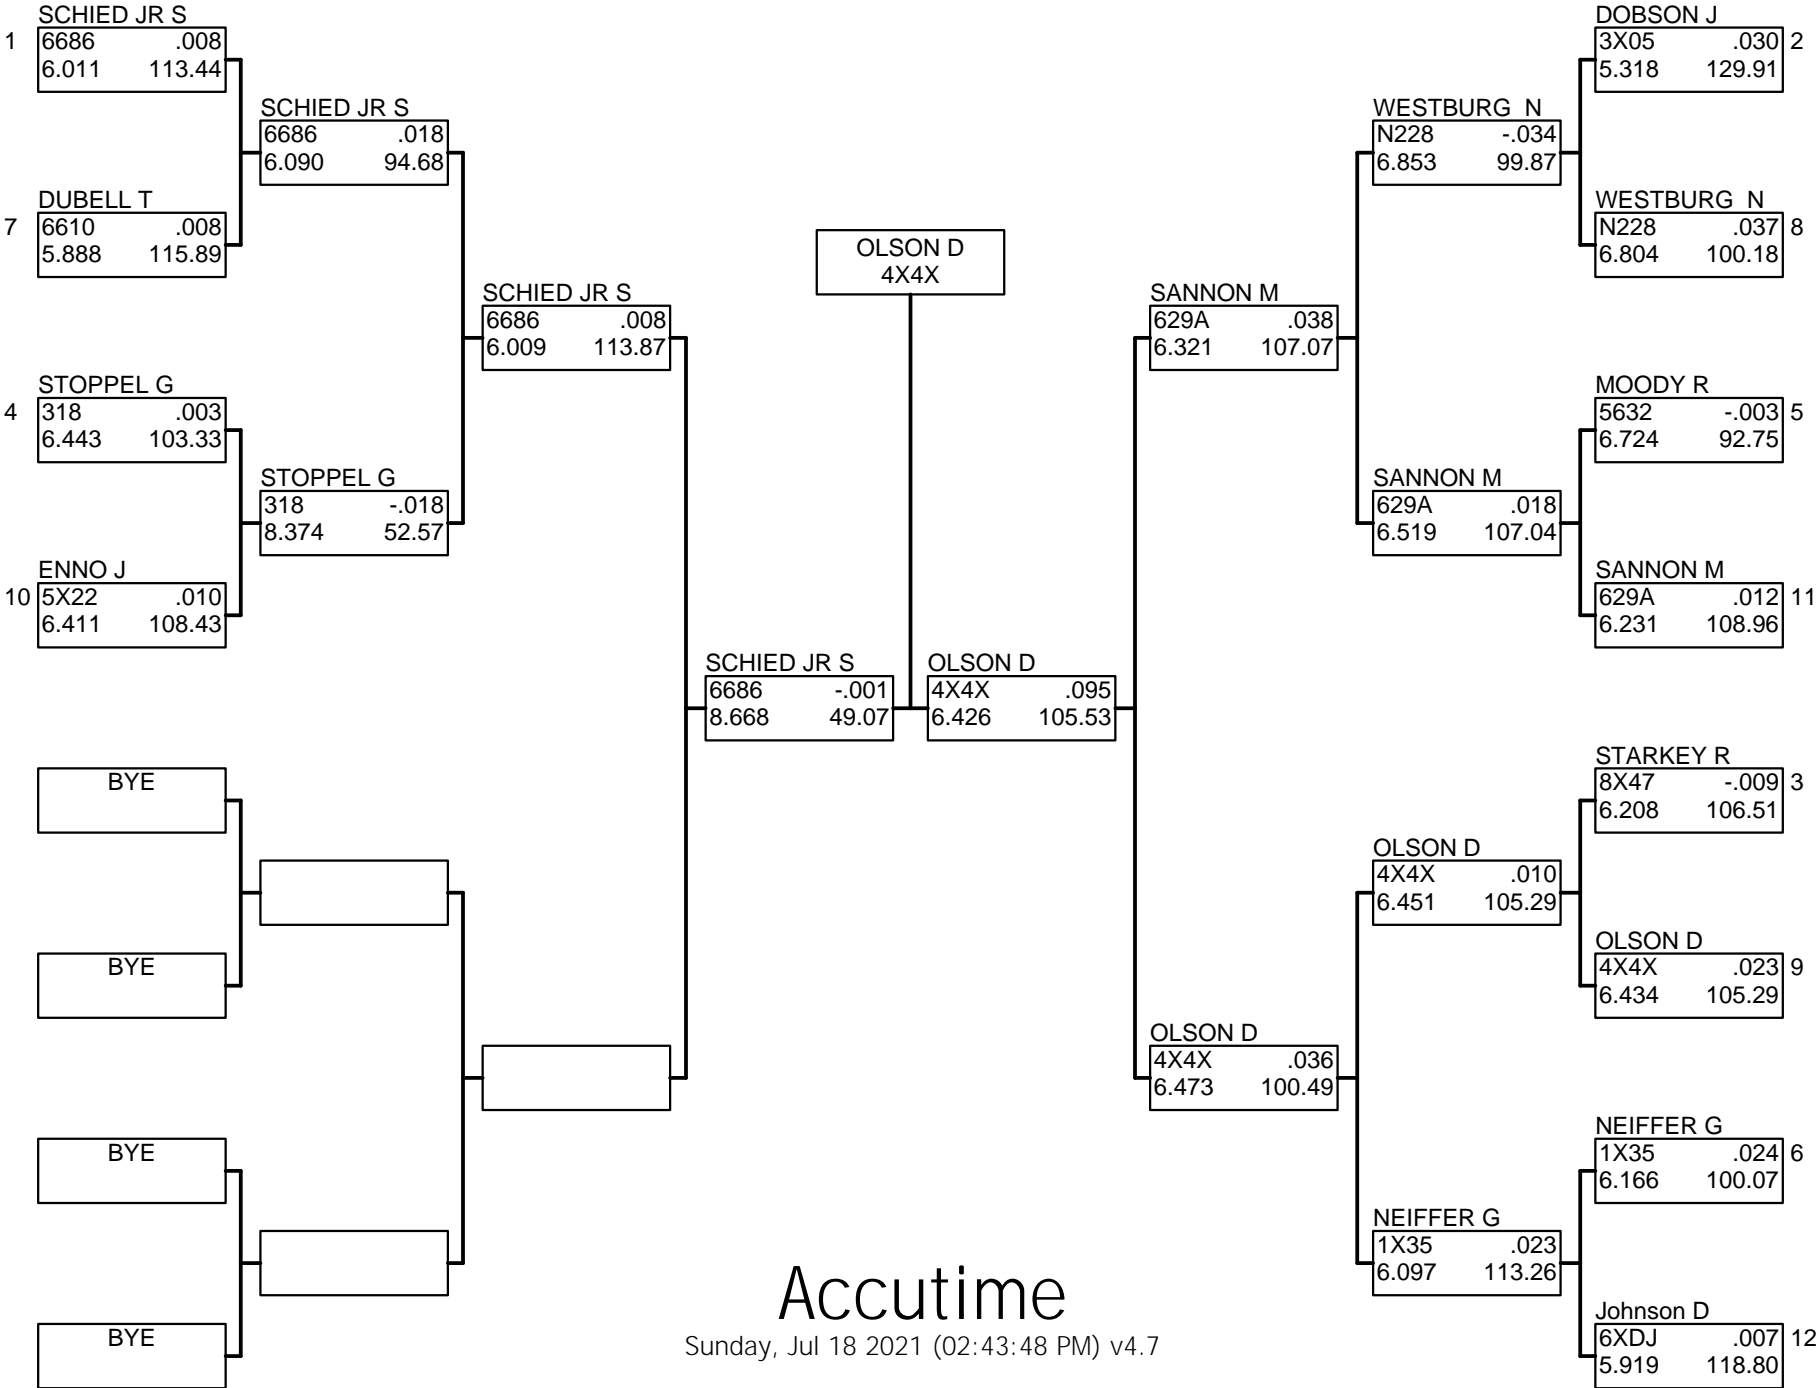 SCHIED JR S
1 6686 .008
6.011 113.44
DUBELL T
7 6610 .008
5.888 115.89
STOPPEL G
4 318 .003
6.443 103.33
ENNO J
10 5X22 .010
6.411 108.43
BYE
BYE
BYE
BYE
SCHIED JR S
6686 .018
6.090 94.68
STOPPEL G
318 -.018
8.374 52.57
SCHIED JR S
6686 .008
6.009 113.87
SCHIED JR S
6686 -.001
8.668 49.07
OLSON D
4X4X
OLSON D
4X4X .095
6.426 105.53
SANNON M
629A .038
6.321 107.07
OLSON D
4X4X .036
6.473 100.49
WESTBURG  N
N228 -.034
6.853 99.87
SANNON M
629A .018
6.519 107.04
OLSON D
4X4X .010
6.451 105.29
NEIFFER G
1X35 .023
6.097 113.26
DOBSON J
3X05 .030 2
5.318 129.91
WESTBURG  N
N228 .037 8
6.804 100.18
MOODY R
5632 -.003 5
6.724 92.75
SANNON M
629A .012 11
6.231 108.96
STARKEY R
8X47 -.009 3
6.208 106.51
OLSON D
4X4X .023 9
6.434 105.29
NEIFFER G
1X35 .024 6
6.166 100.07
Johnson D
6XDJ .007 12
5.919 118.80
Accutime
Sunday, Jul 18 2021 (02:43:48 PM) v4.7